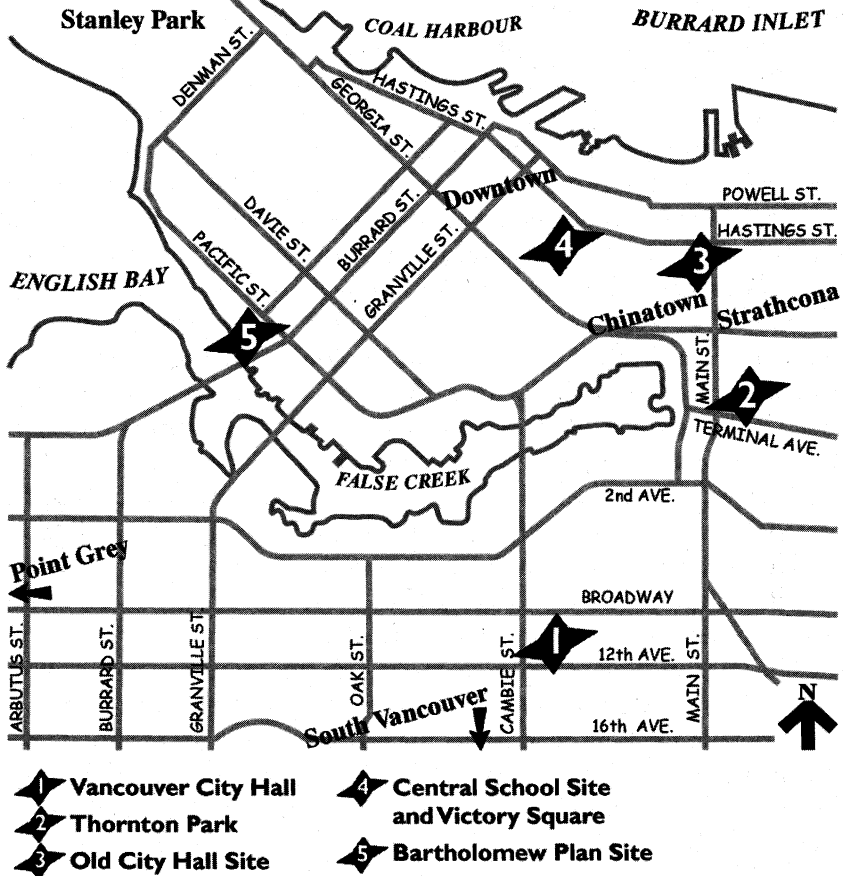 Stanley Park
COAL HARBOUR
BURRARD INLET
DENMAN ST.
HASTINGS ST.
GEORGIA ST.
Downtown
POWELL ST.
HASTINGS ST.
DAVIE ST.
BURRARD ST.
GRANVILLE ST.
PACIFIC ST.
4
3
ENGLISH BAY
5
Chinatown
Strathcona
MAIN ST.
2
TERMINAL AVE.
FALSE CREEK
2nd AVE.
Point Grey
BROADWAY
1
12th AVE.
ARBUTUS ST.
BURRARD ST.
GRANVILLE ST.
OAK ST.
CAMBIE ST.
MAIN ST.
South Vancouver
16th AVE.
N
1 Vancouver City Hall
2 Thornton Park
3 Old City Hall Site
4 Central School Site
and Victory Square
5 Bartholomew Plan Site